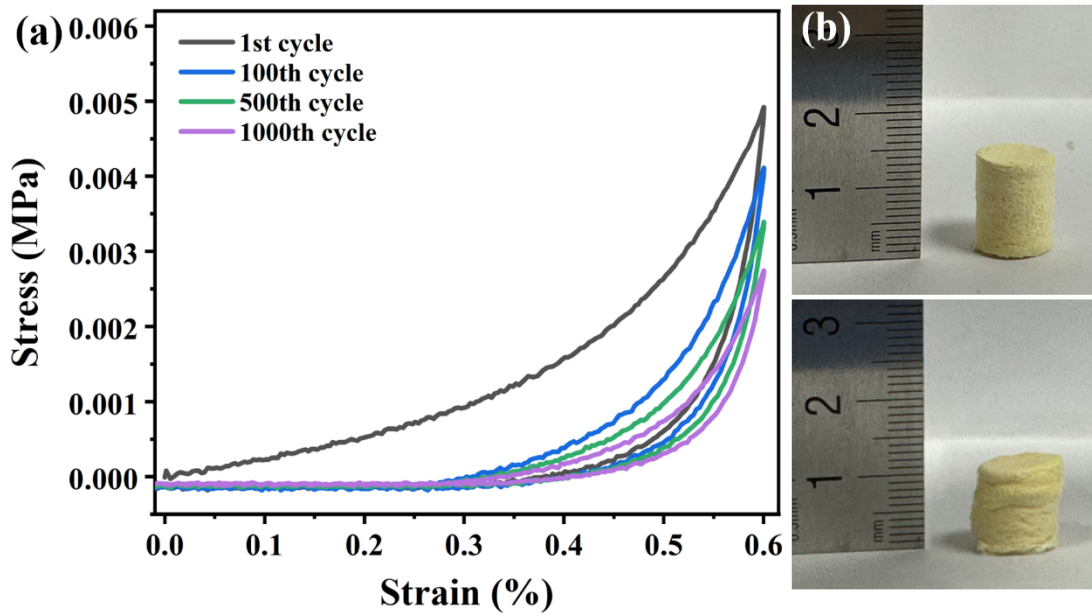 (a)
0.006
0.005
0.004
0.003
0.002
0.001
0.000
Stress (MPa)
1st cycle
100th cycle
500th cycle
1000th cycle
0.0 0.1 0.2 0.3 0.4 0.5 0.6
Strain (%)
(b)
2
1
0.5mm
mm
3
2
1
mm